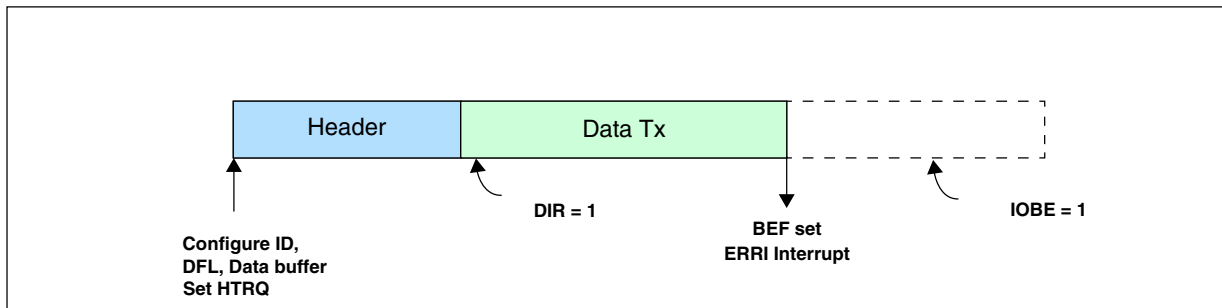 Header
Data Tx
DIR = 1
IOBE = 1
BEF set
ERRI Interrupt
Configure ID,
DFL, Data buffer
Set HTRQ